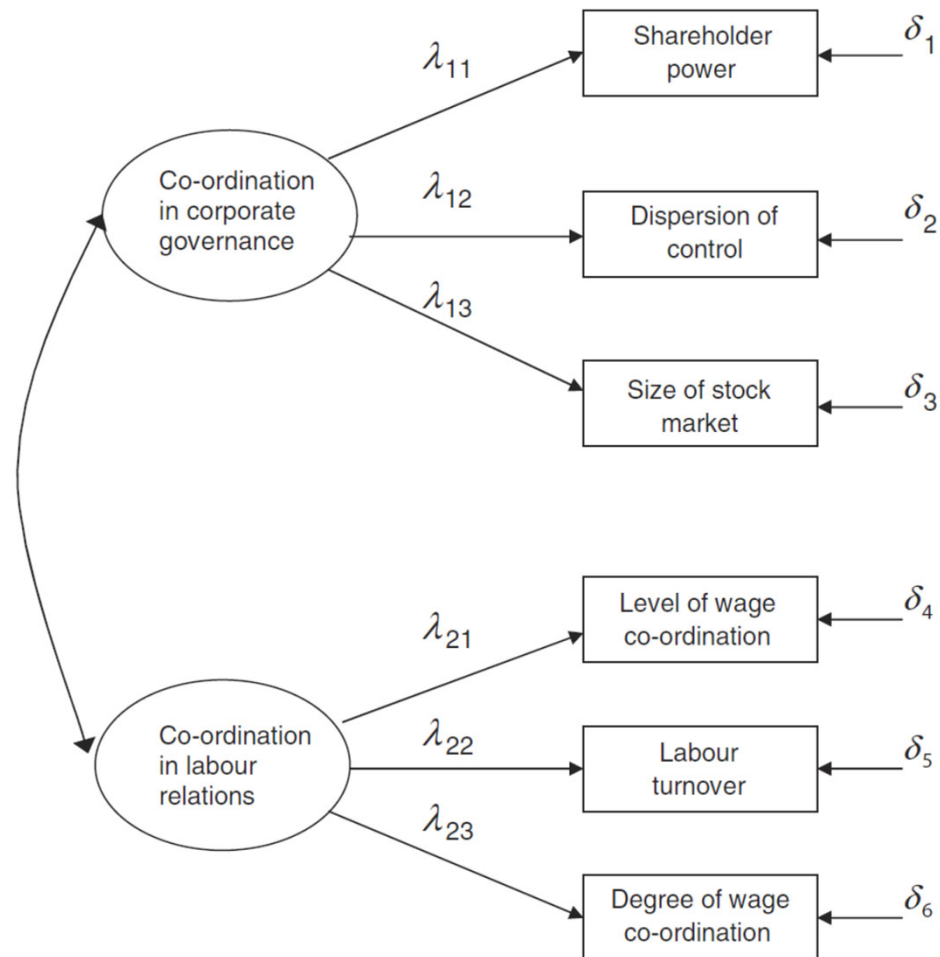 Shareholder
power
δ1
λ11
Co-ordination
in corporate
governance
λ12
Dispersion of
control
δ2
λ13
Size of stock
market
δ3
Level of wage
co-ordination
δ4
λ21
Co-ordination
in labour
relations
λ22
Labour
turnover
δ5
λ23
Degree of wage
co-ordination
δ6